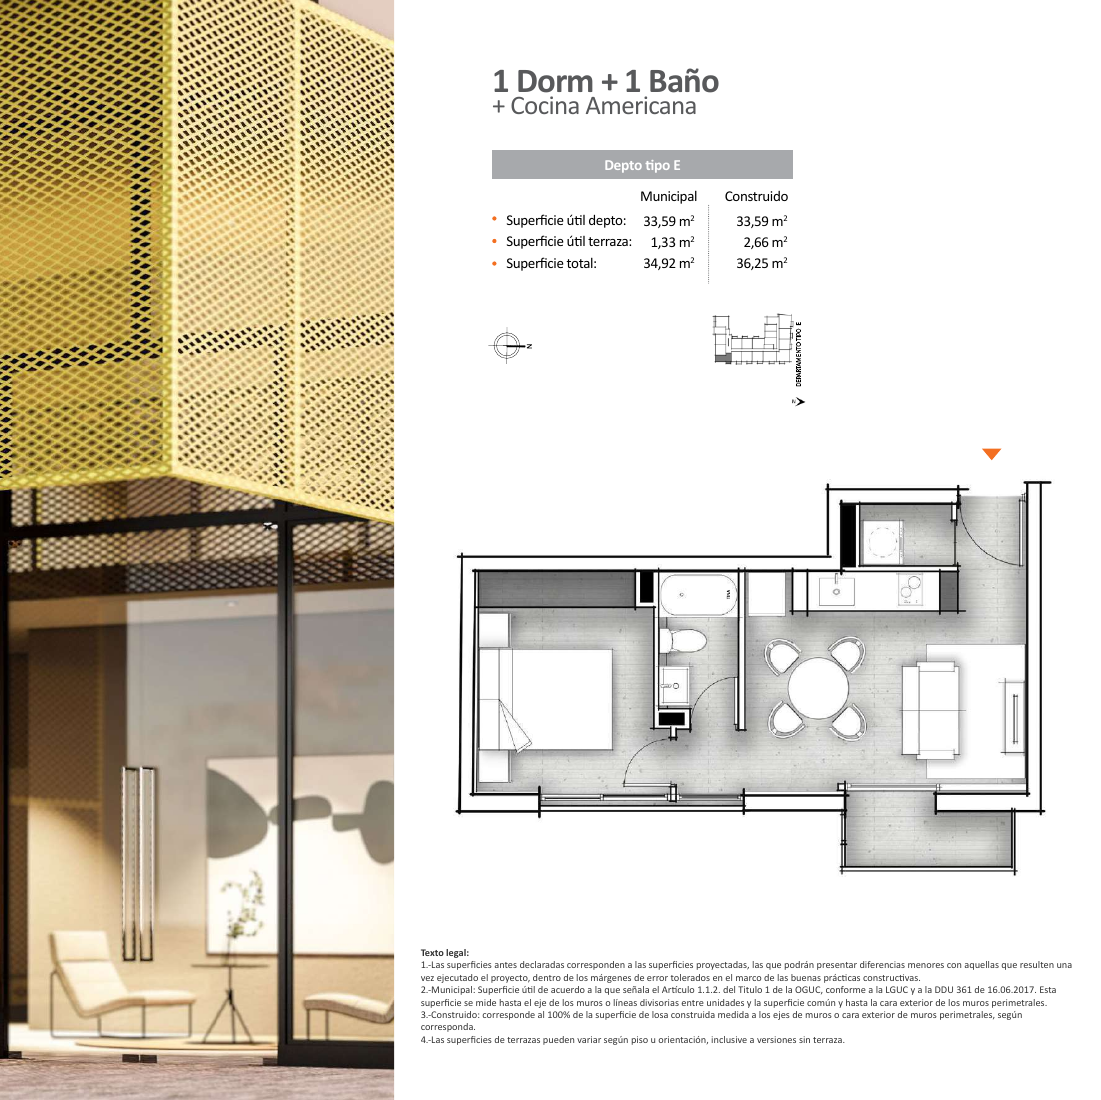 1 Dorm + 1 Baño
+ Cocina Americana
Depto tipo E
Municipal Construido
• Superficie útil depto: 33,59 m² 33,59 m²
• Superficie útil terraza: 1,33 m² 2,66 m²
• Superficie total: 34,92 m² 36,25 m²
N
DEPARTAMENTO TIPO E
N
TINA
Texto legal:
1.-Las superficies antes declaradas corresponden a las superficies proyectadas, las que podrán presentar diferencias menores con aquellas que resulten una
vez ejecutado el proyecto, dentro de los márgenes de error tolerados en el marco de las buenas prácticas constructivas.
2.-Municipal: Superficie útil de acuerdo a la que señala el Artículo 1.1.2. del Titulo 1 de la OGUC, conforme a la LGUC y a la DDU 361 de 16.06.2017. Esta
superficie se mide hasta el eje de los muros o líneas divisorias entre unidades y la superficie común y hasta la cara exterior de los muros perimetrales.
3.-Construido: corresponde al 100% de la superficie de losa construida medida a los ejes de muros o cara exterior de muros perimetrales, según
corresponda.
4.-Las superficies de terrazas pueden variar según piso u orientación, inclusive a versiones sin terraza.